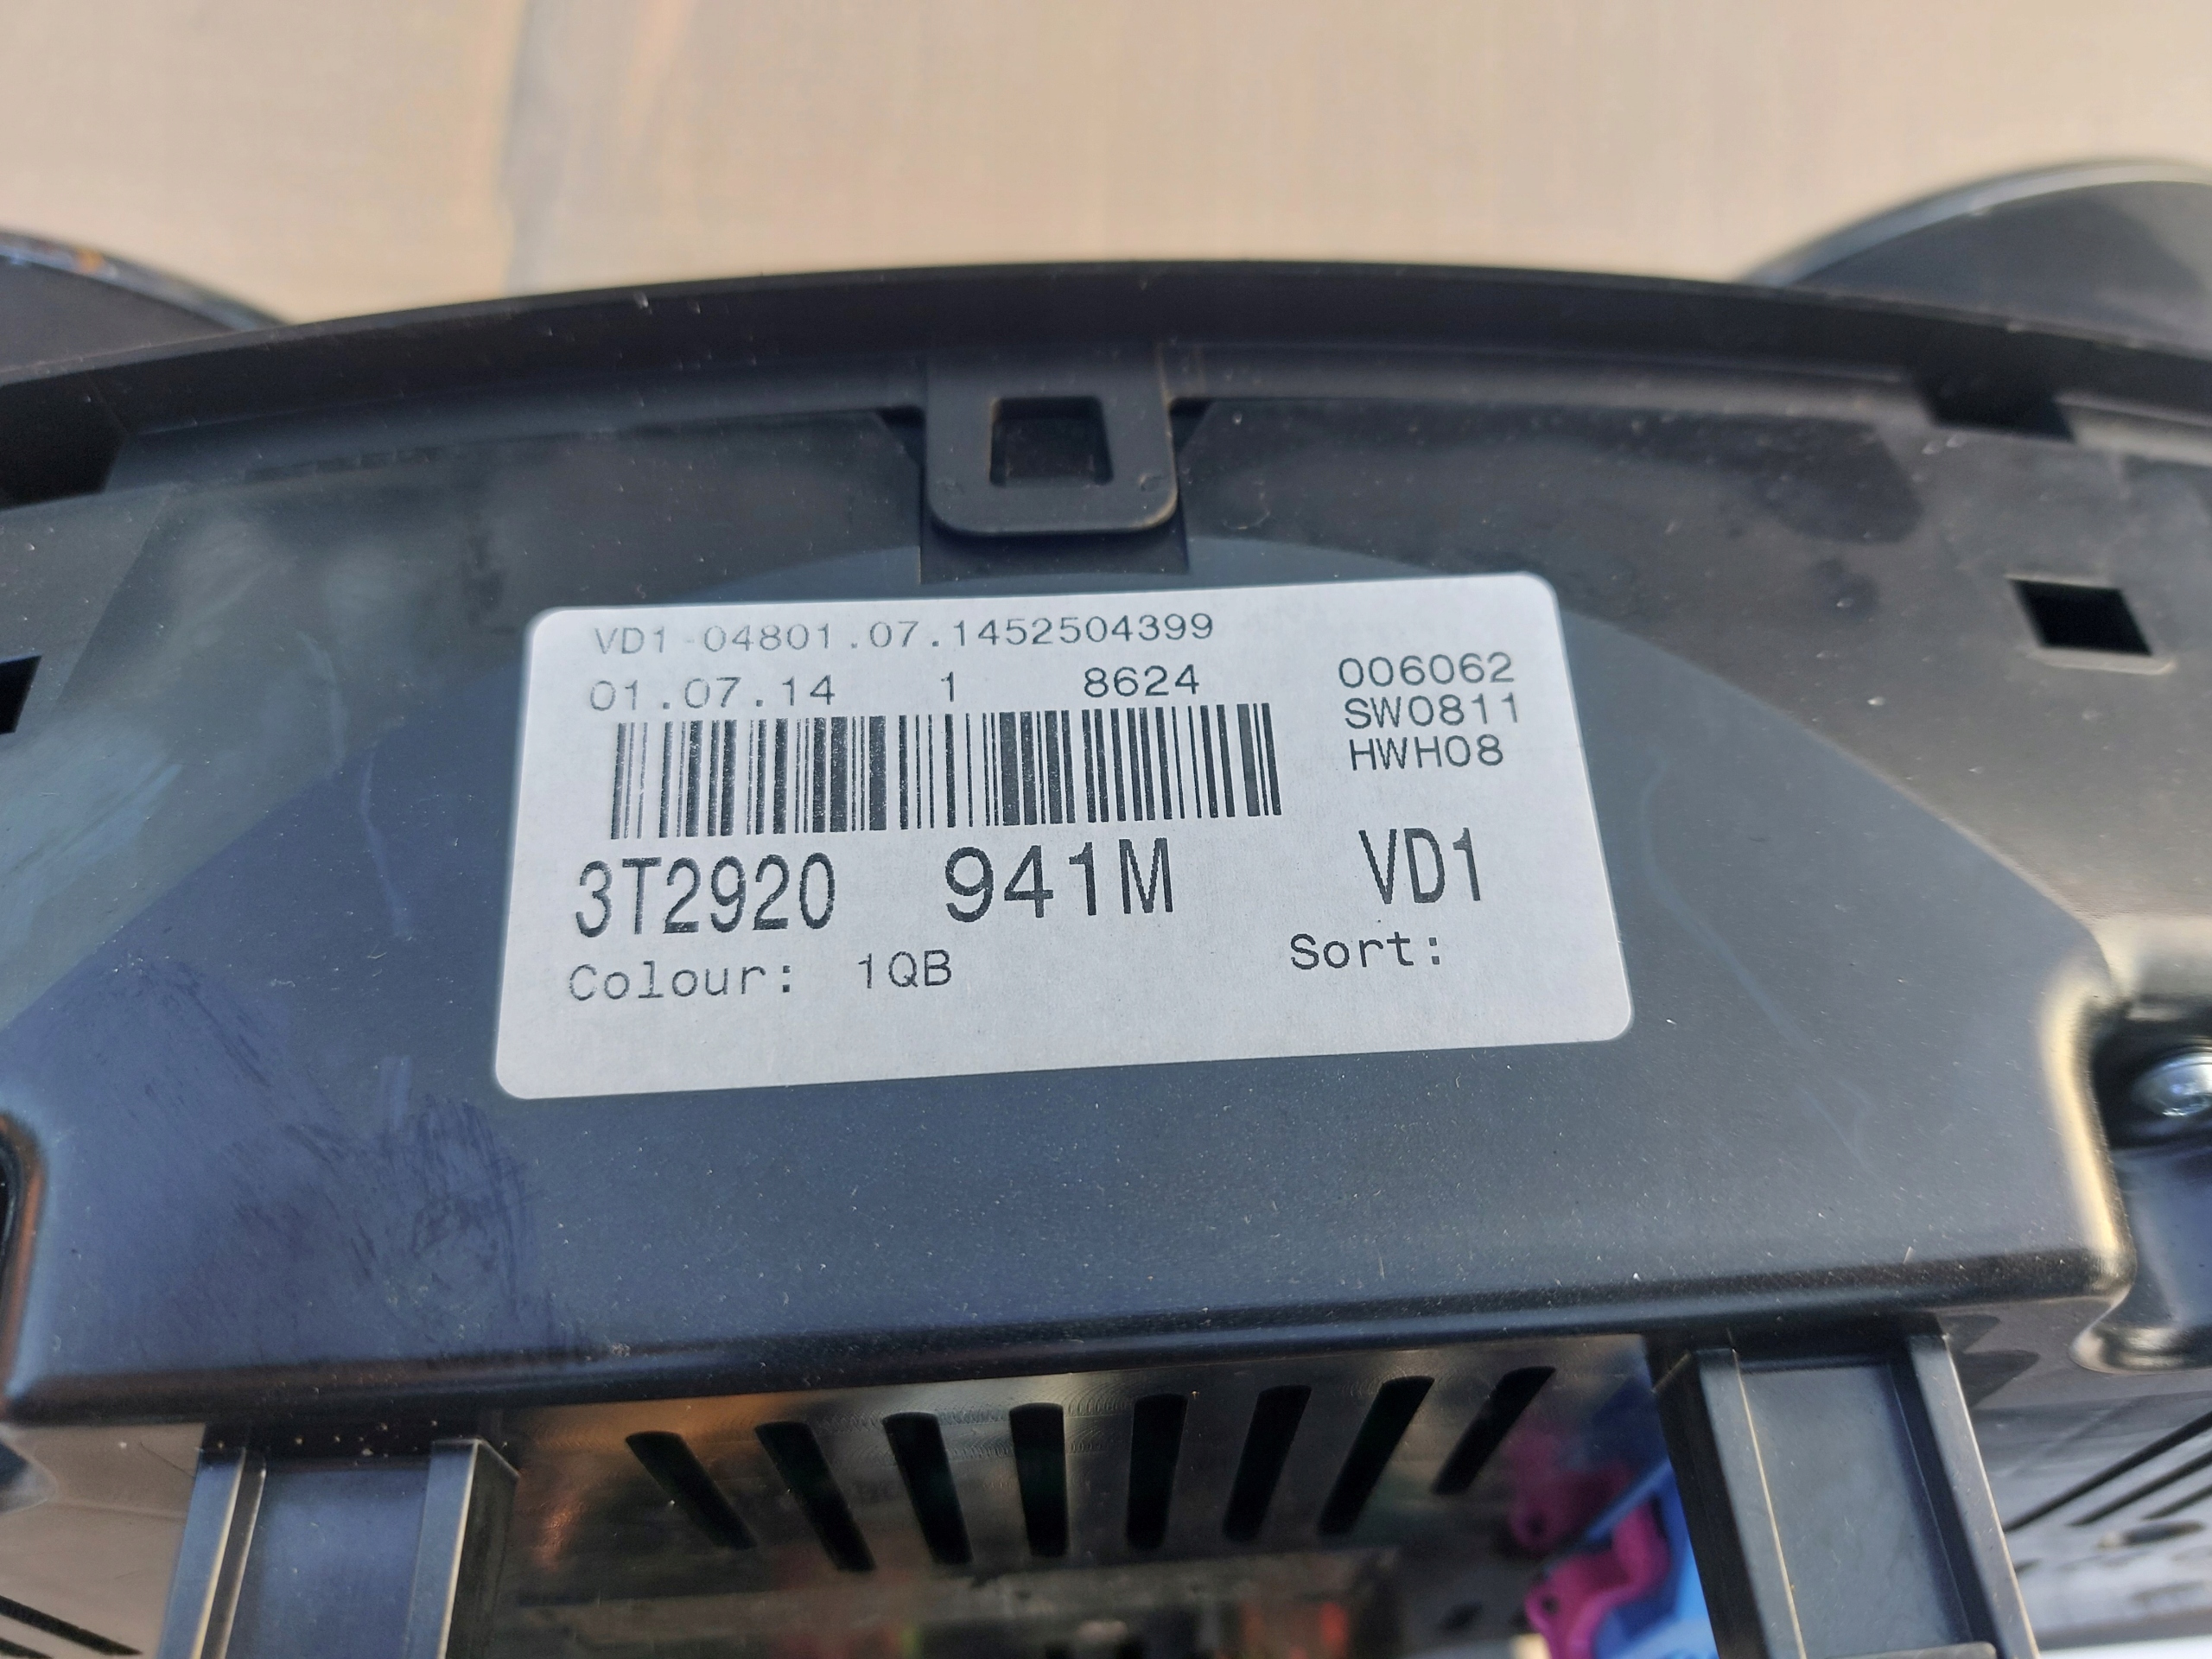 VD1-04801.07.1452504399
01.07.14 1 8624 006062
SW0811
HWH08
3T2920 941M VD1
Colour: 1QB Sort: